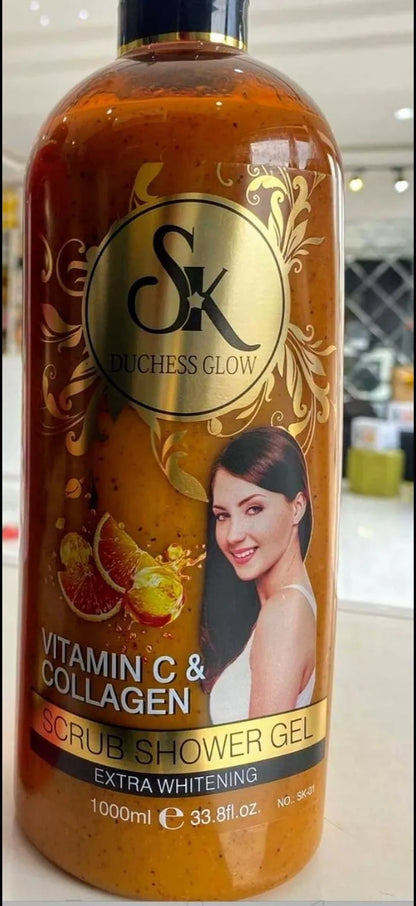 SK
DUCHESS GLOW
VITAMIN C &
COLLAGEN
SCRUB SHOWER GEL
EXTRA WHITENING
1000ml ℮ 33.8fl.oz.
NO.: SK-01